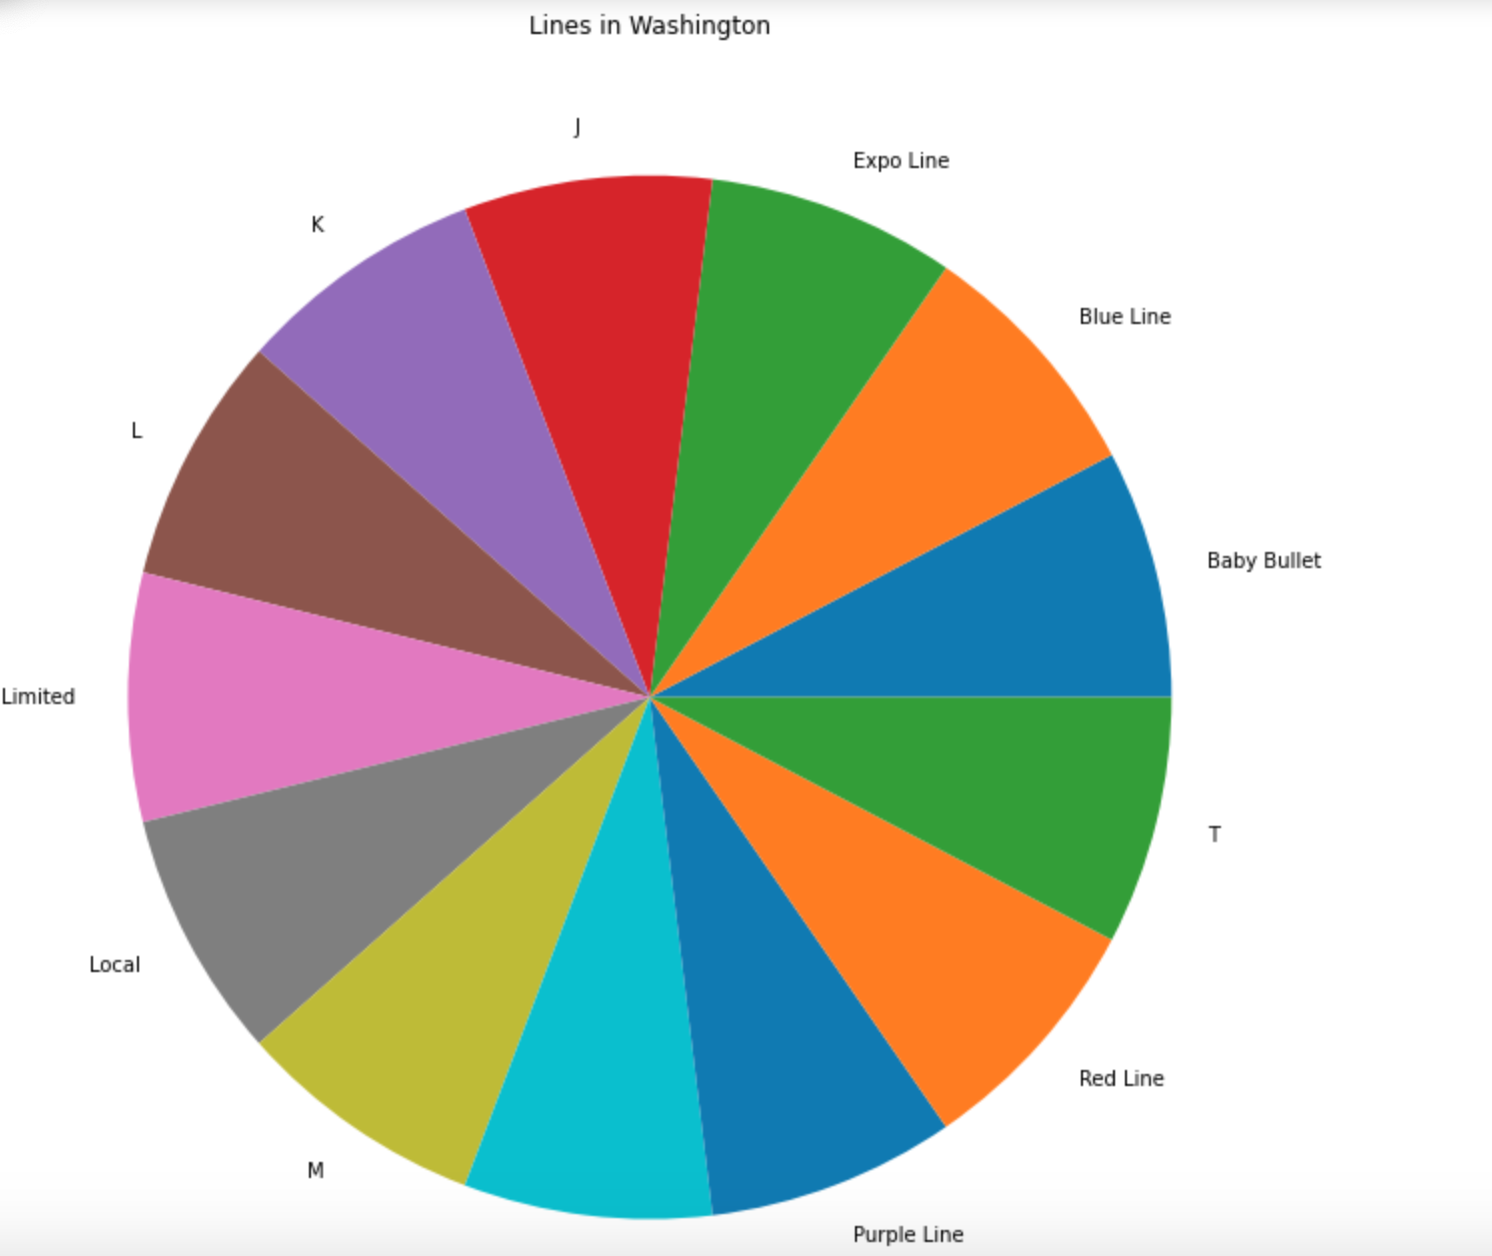 Lines in Washington
J
Expo Line
K
Blue Line
L
Baby Bullet
Limited
T
Local
Red Line
M
Purple Line